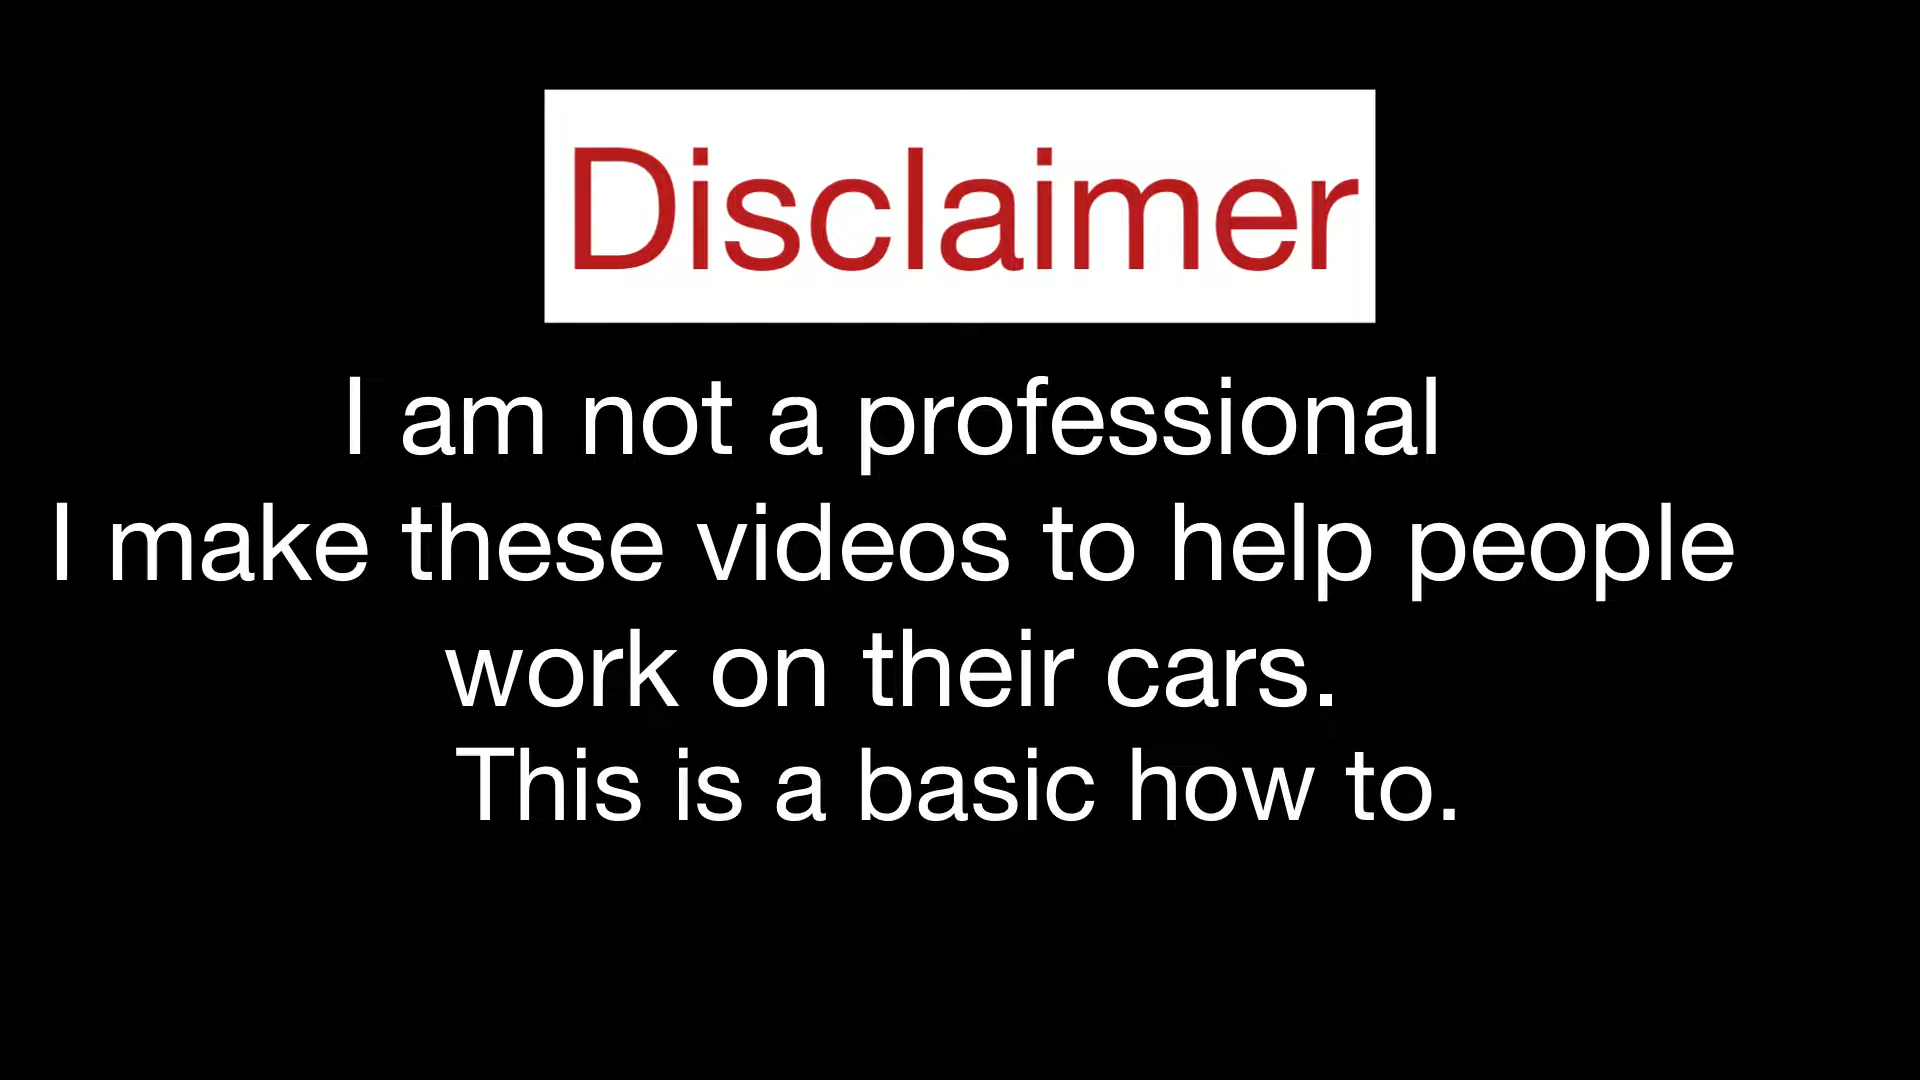 Disclaimer
I am not a professional
I make these videos to help people
work on their cars.
This is a basic how to.